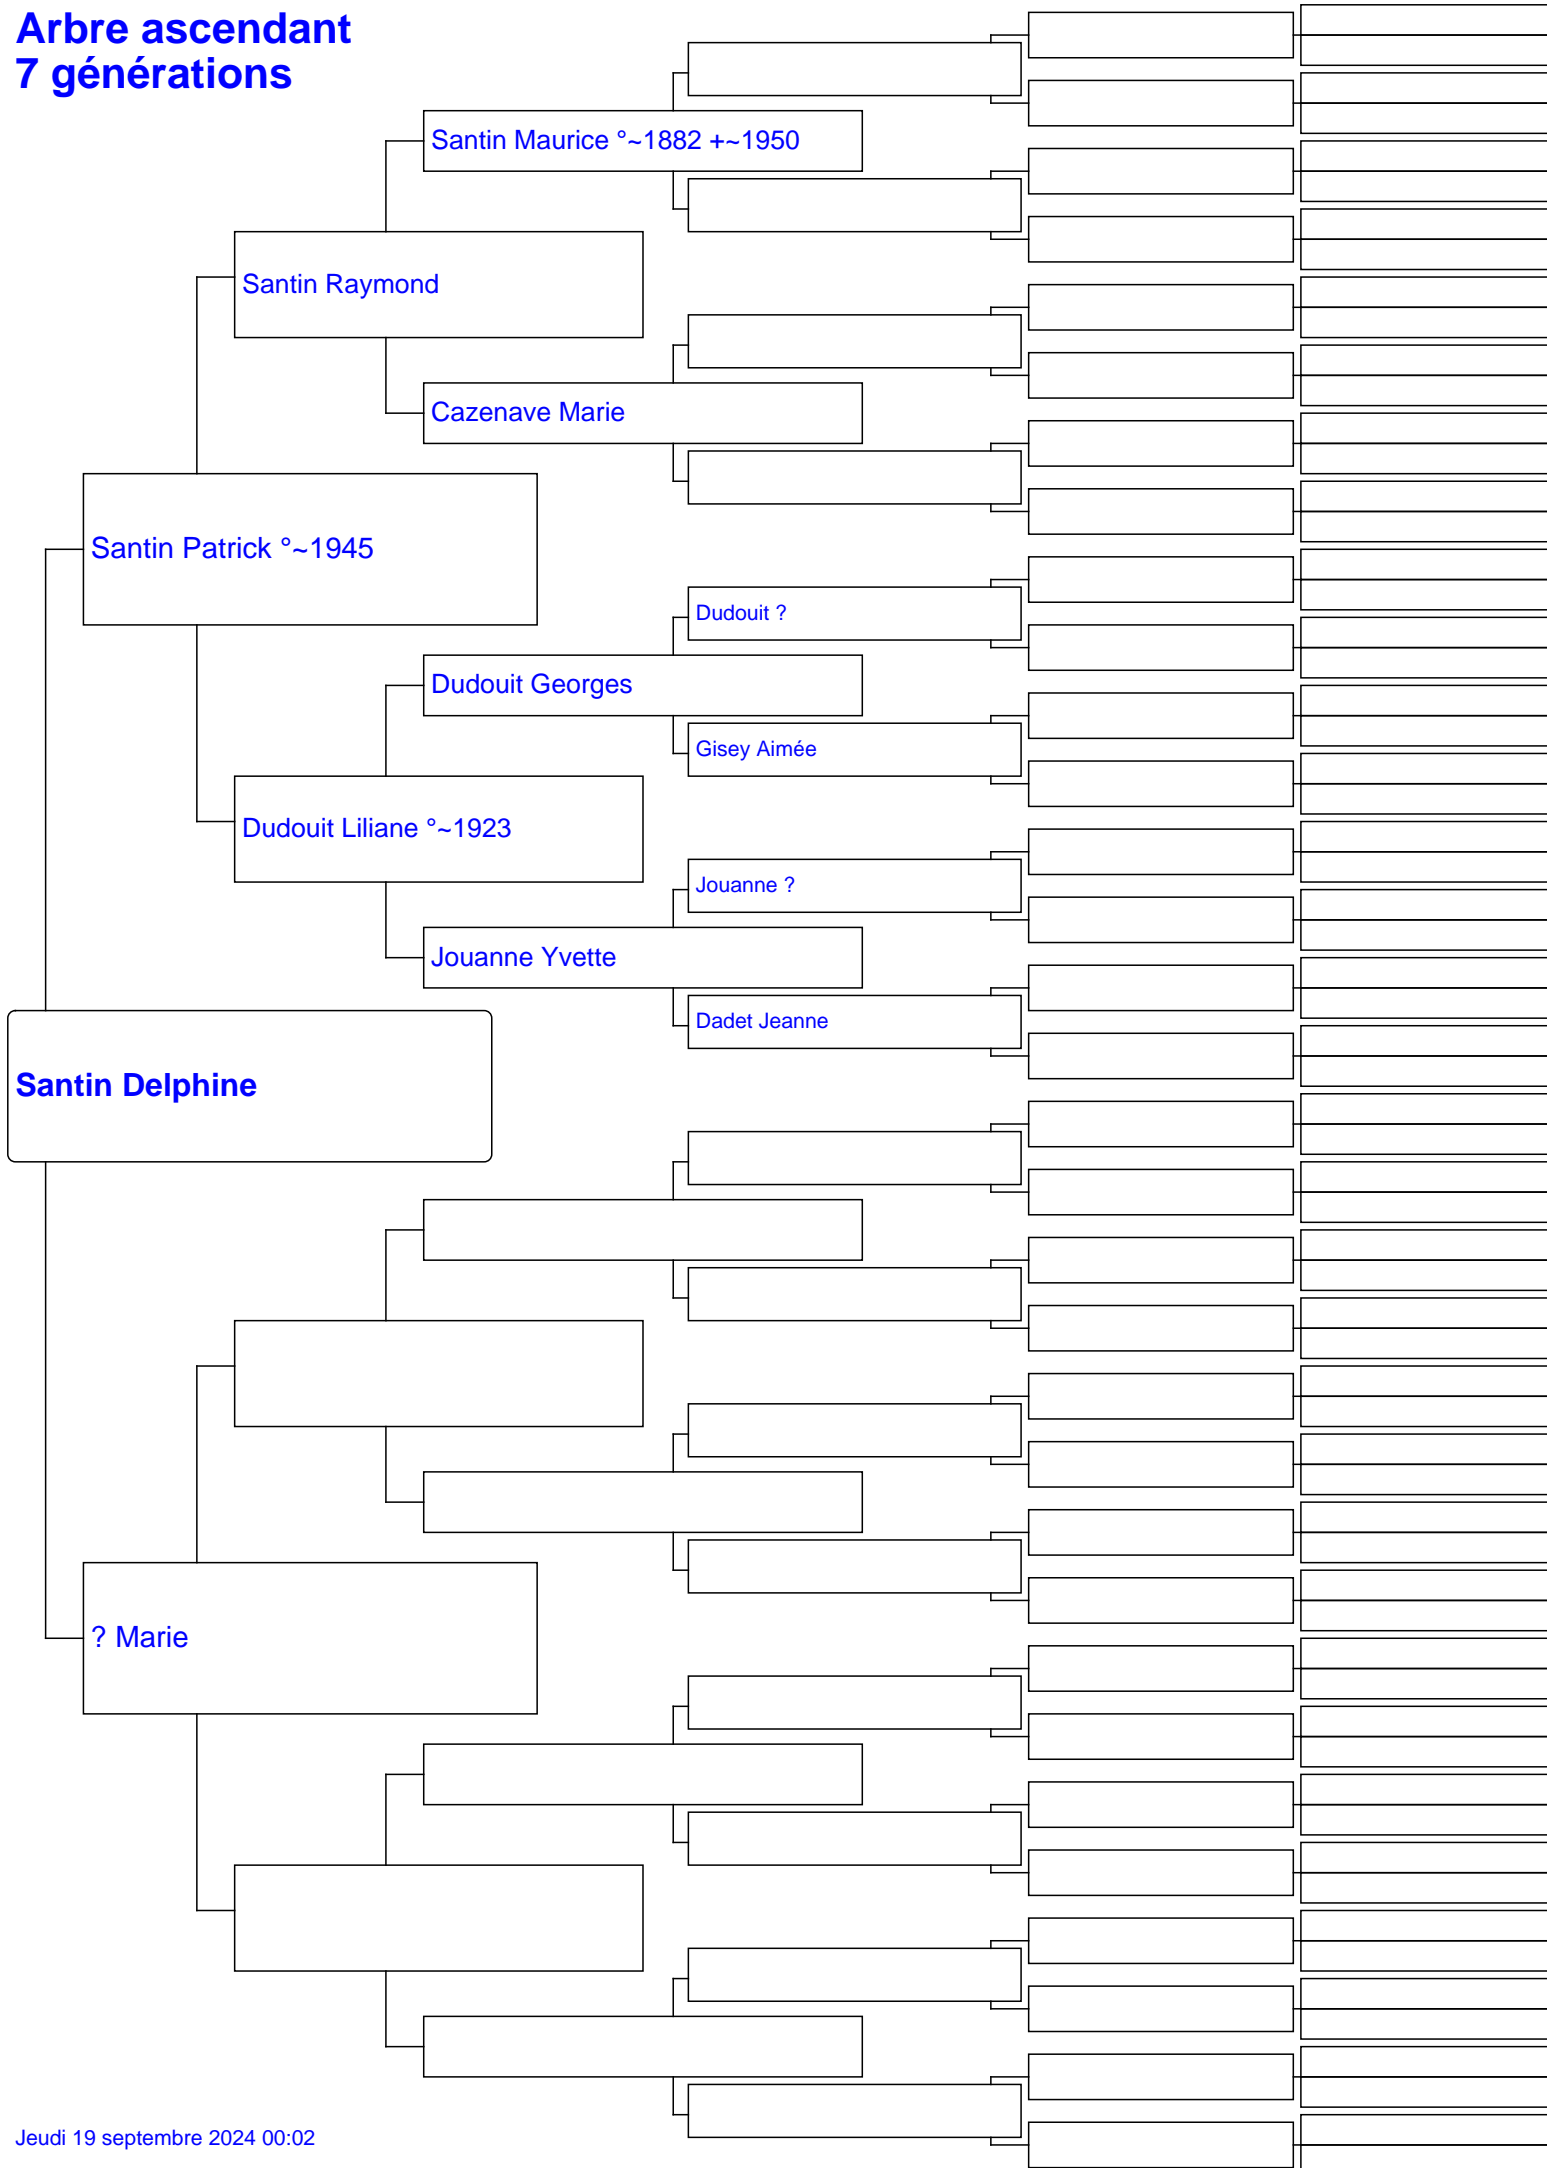 Arbre ascendant
7 générations
Santin Maurice °~1882 +~1950
Santin Raymond
Cazenave Marie
Santin Patrick °~1945
Dudouit ?
Dudouit Georges
Gisey Aimée
Dudouit Liliane °~1923
Jouanne ?
Jouanne Yvette
Dadet Jeanne
Santin Delphine
? Marie
Jeudi 19 septembre 2024 00:02